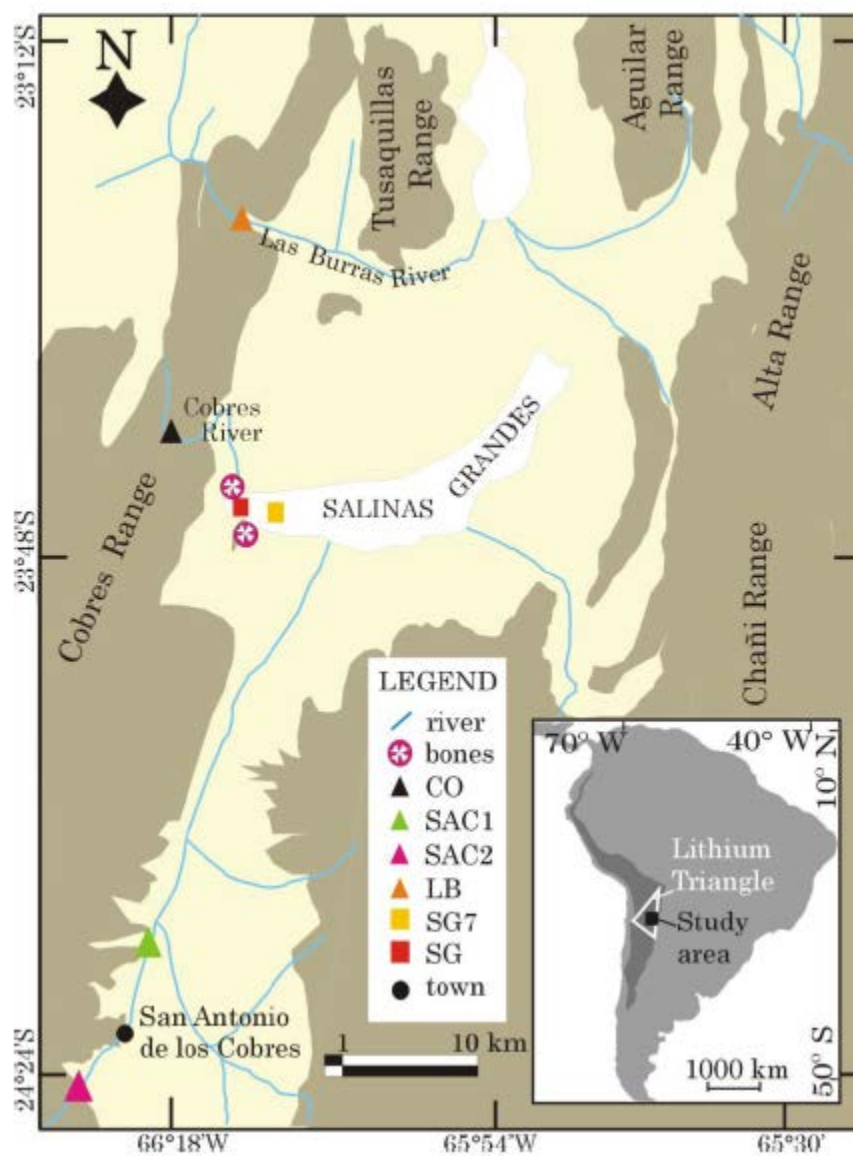 N
23°12'S
23°48'S
24°24'S
66°18'W
65°54'W
65°30'
Tusaquillas
Range
Aguilar
Range
Las Burras River
Alta Range
Cobres
River
Cobres Range
SALINAS
GRANDES
Chañi Range
LEGEND
river
bones
CO
SAC1
SAC2
LB
SG7
SG
town
San Antonio
de los Cobres
1
10 km
70° W
40° W
10° N
Lithium
Triangle
Study
area
1000 km
50° S